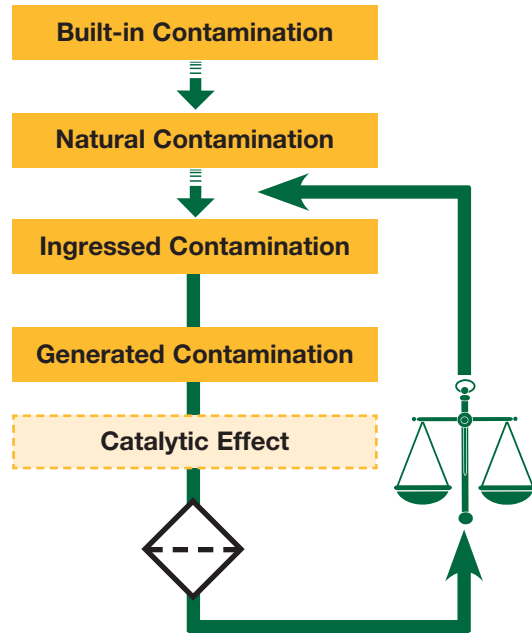 Built-in Contamination
Natural Contamination
Ingressed Contamination
Generated Contamination
Catalytic Effect